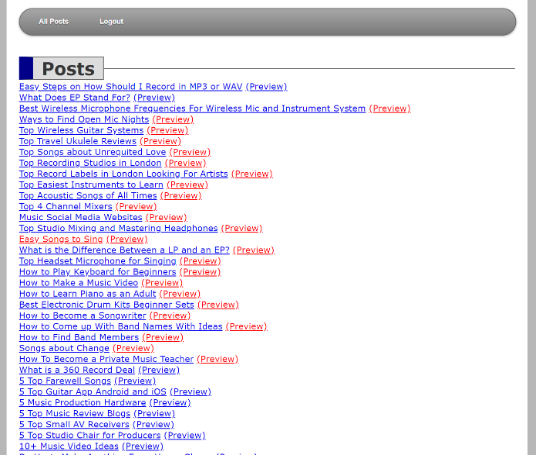 All Posts Logout
Posts
Easy Steps on How Should I Record in MP3 or WAV (Preview)
What Does EP Stand For? (Preview)
Best Wireless Microphone Frequencies For Wireless Mic and Instrument System (Preview)
Ways to Find Open Mic Nights (Preview)
Top Wireless Guitar Systems (Preview)
Top Travel Ukulele Reviews (Preview)
Top Songs about Unrequited Love (Preview)
Top Recording Studios in London (Preview)
Top Record Labels in London Looking For Artists (Preview)
Top Easiest Instruments to Learn (Preview)
Top Acoustic Songs of All Times (Preview)
Top 4 Channel Mixers (Preview)
Music Social Media Websites (Preview)
Top Studio Mixing and Mastering Headphones (Preview)
Easy Songs to Sing (Preview)
What is the Difference Between a LP and an EP? (Preview)
Top Headset Microphone for Singing (Preview)
How to Play Keyboard for Beginners (Preview)
How to Make a Music Video (Preview)
How to Learn Piano as an Adult (Preview)
Best Electronic Drum Kits Beginner Sets (Preview)
How to Become a Songwriter (Preview)
How to Come up With Band Names With Ideas (Preview)
How to Find Band Members (Preview)
Songs about Change (Preview)
How To Become a Private Music Teacher (Preview)
What is a 360 Record Deal (Preview)
5 Top Farewell Songs (Preview)
5 Top Guitar App Android and iOS (Preview)
5 Music Production Hardware (Preview)
5 Top Music Review Blogs (Preview)
5 Top Small AV Receivers (Preview)
5 Top Studio Chair for Producers (Preview)
10+ Music Video Ideas (Preview)